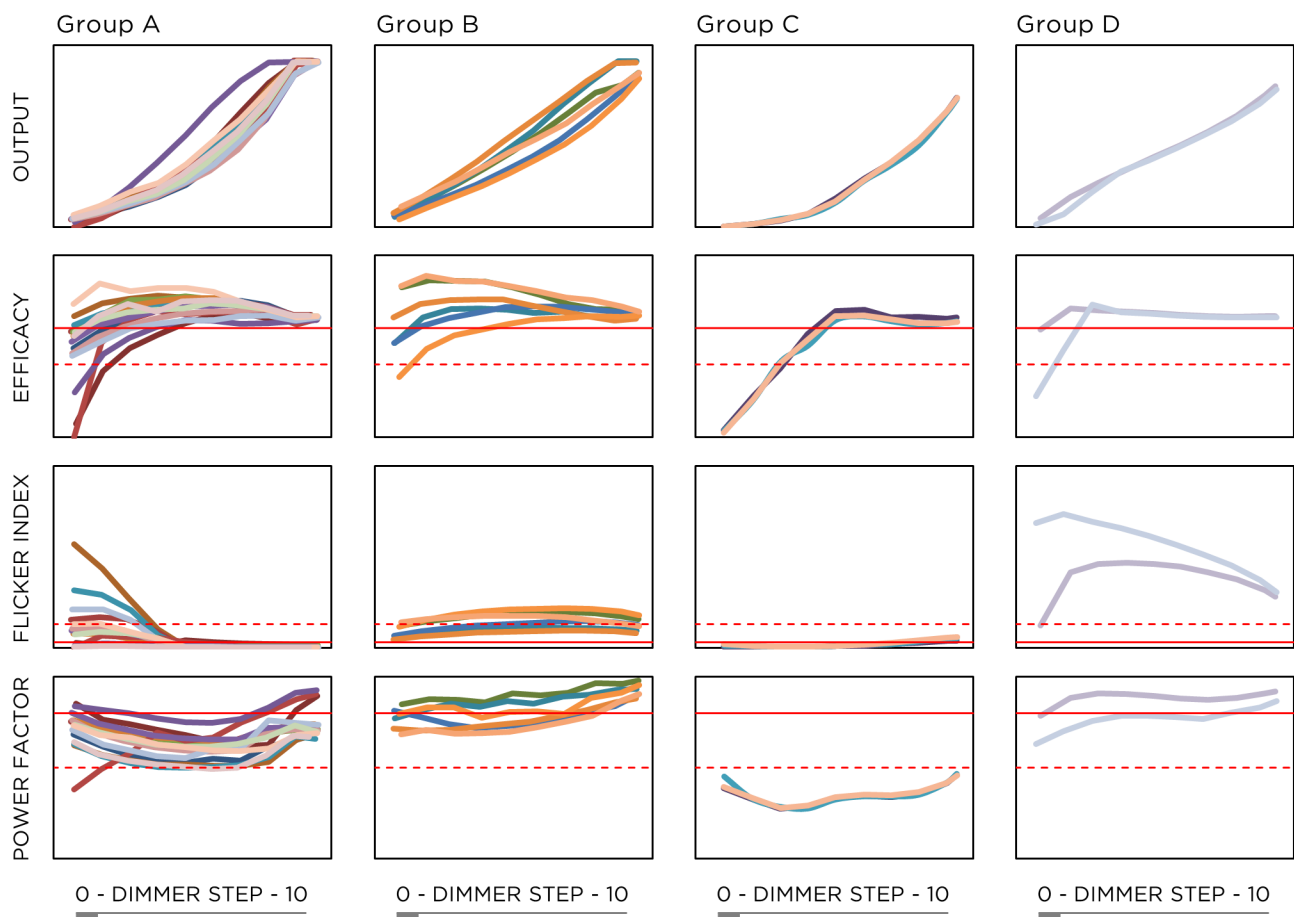 Group A
Group B
Group C
Group D
OUTPUT
EFFICACY
FLICKER INDEX
POWER FACTOR
0 - DIMMER STEP - 10
0 - DIMMER STEP - 10
0 - DIMMER STEP - 10
0 - DIMMER STEP - 10